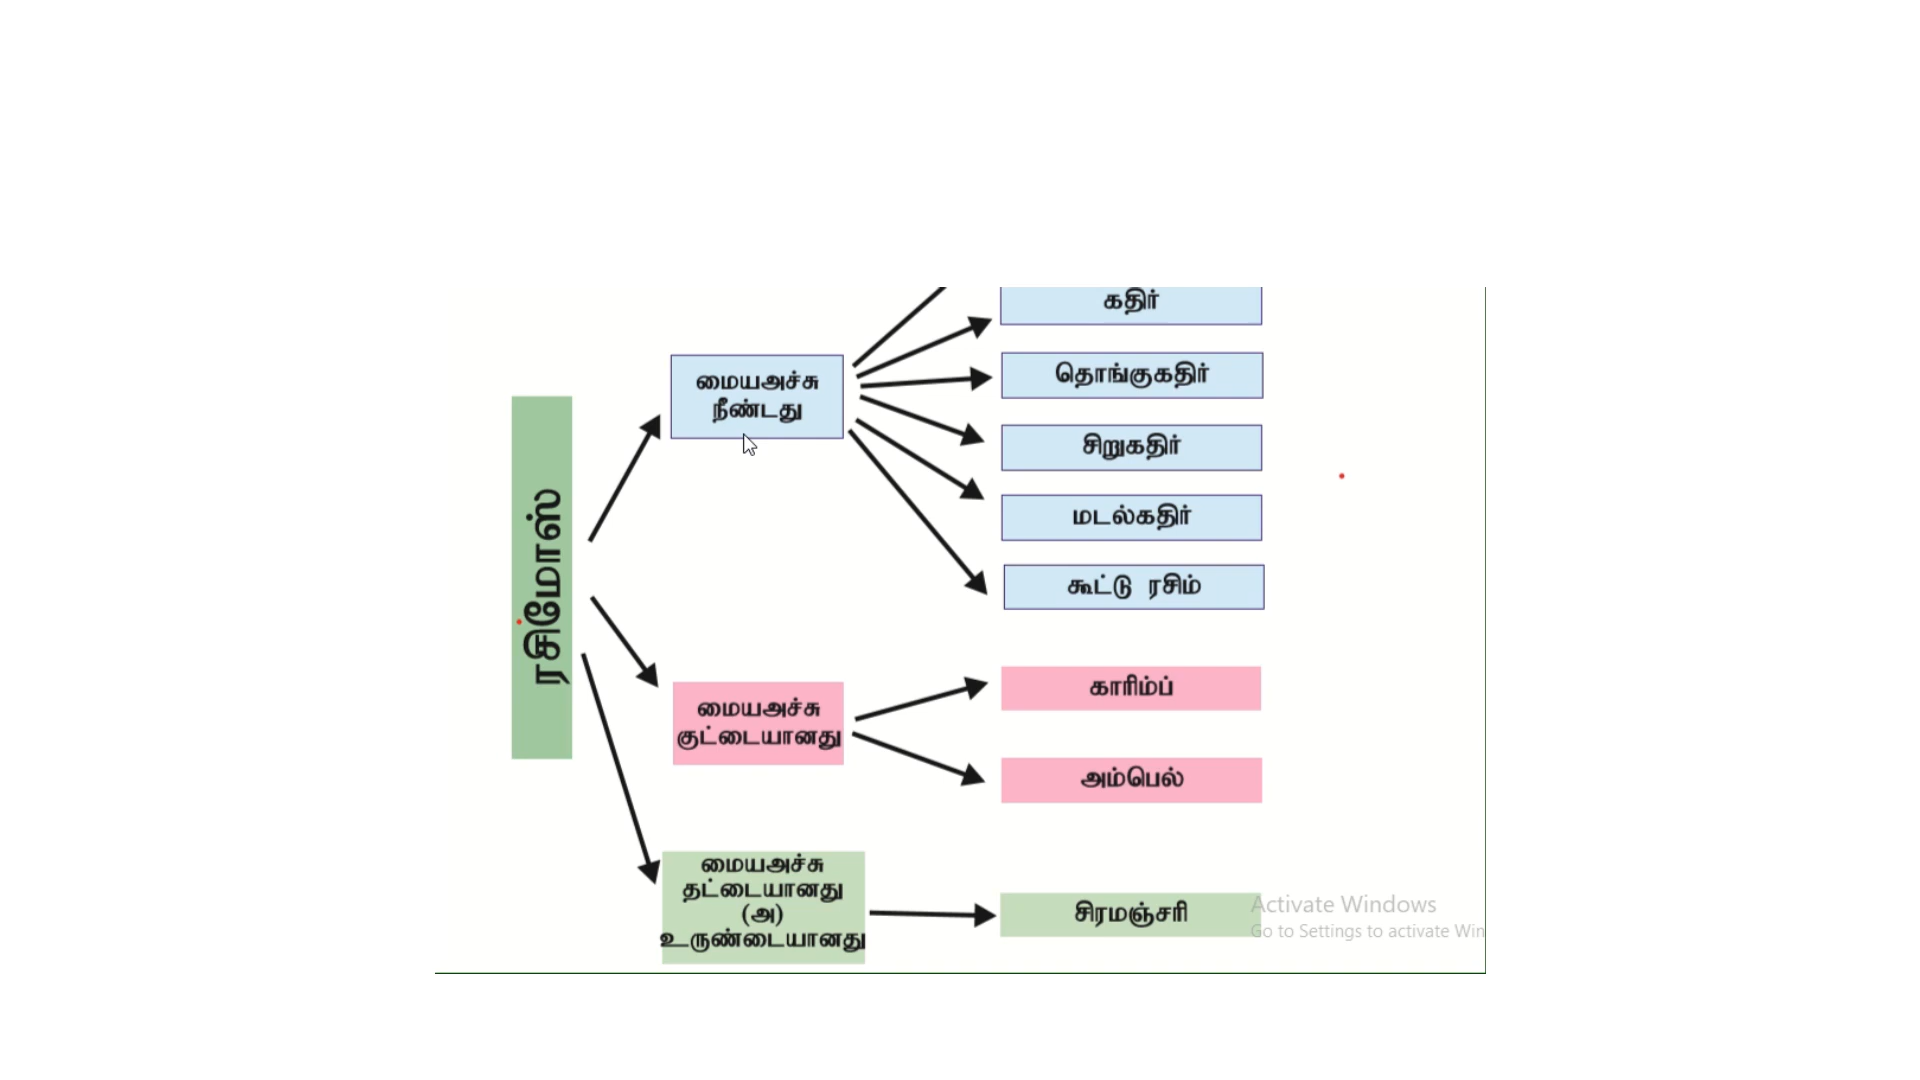 ரசிமோஸ்
மையஅச்சு
நீண்டது
கதிர்
தொங்குகதிர்
சிறுகதிர்
மடல்கதிர்
கூட்டு ரசிம்
மையஅச்சு
குட்டையானது
காரிம்ப்
அம்பெல்
மையஅச்சு
தட்டையானது
(அ)
உருண்டையானது
சிரமஞ்சரி
Activate Windows
Go to Settings to activate Win